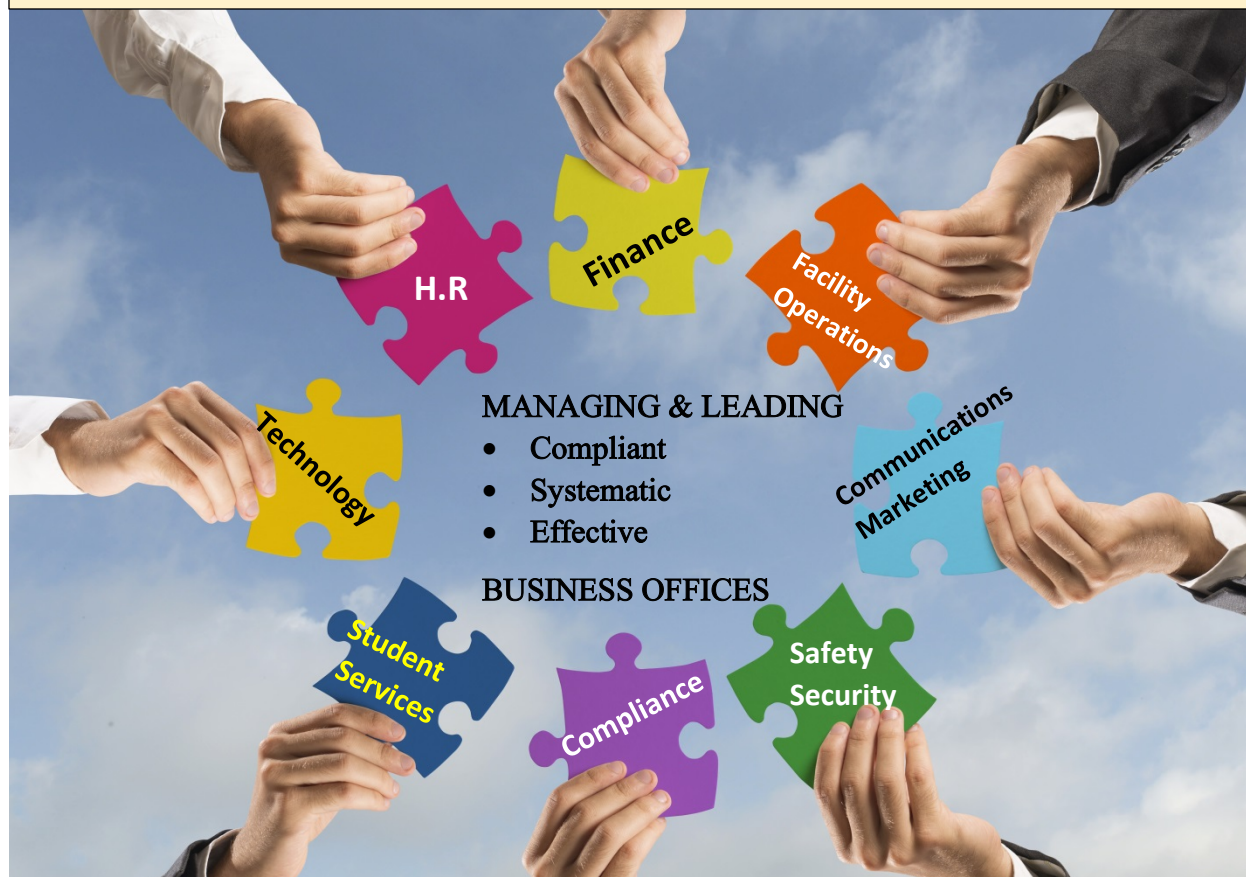 Finance
H.R
Facility
Operations
MANAGING & LEADING
• Compliant
• Systematic
• Effective
BUSINESS OFFICES
Technology
Communications
Marketing
Student
Services
Compliance
Safety
Security